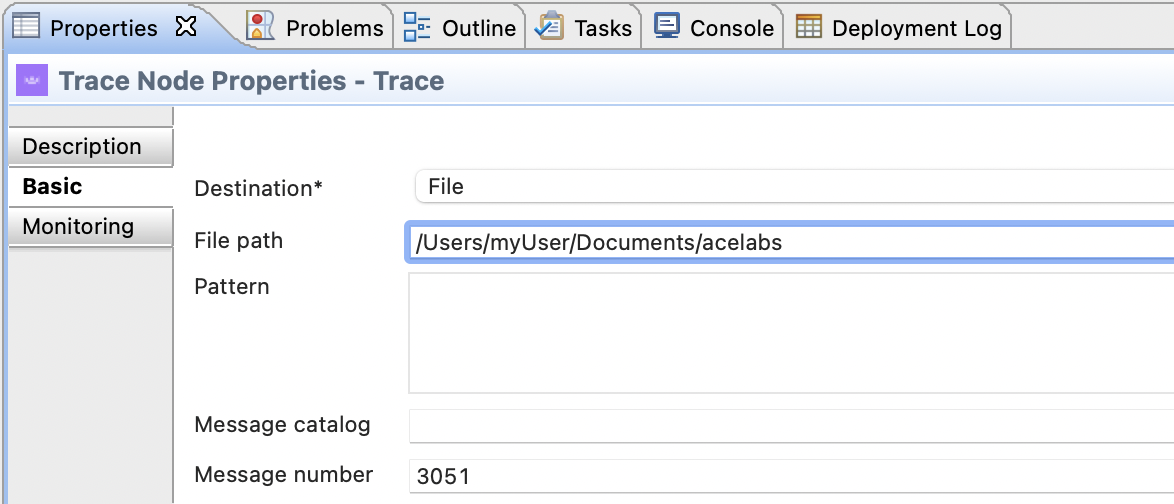 Properties Problems Outline Tasks Console Deployment Log
Trace Node Properties - Trace
Description
Basic
Monitoring
Destination* File
File path /Users/myUser/Documents/acelabs
Pattern
Message catalog
Message number 3051